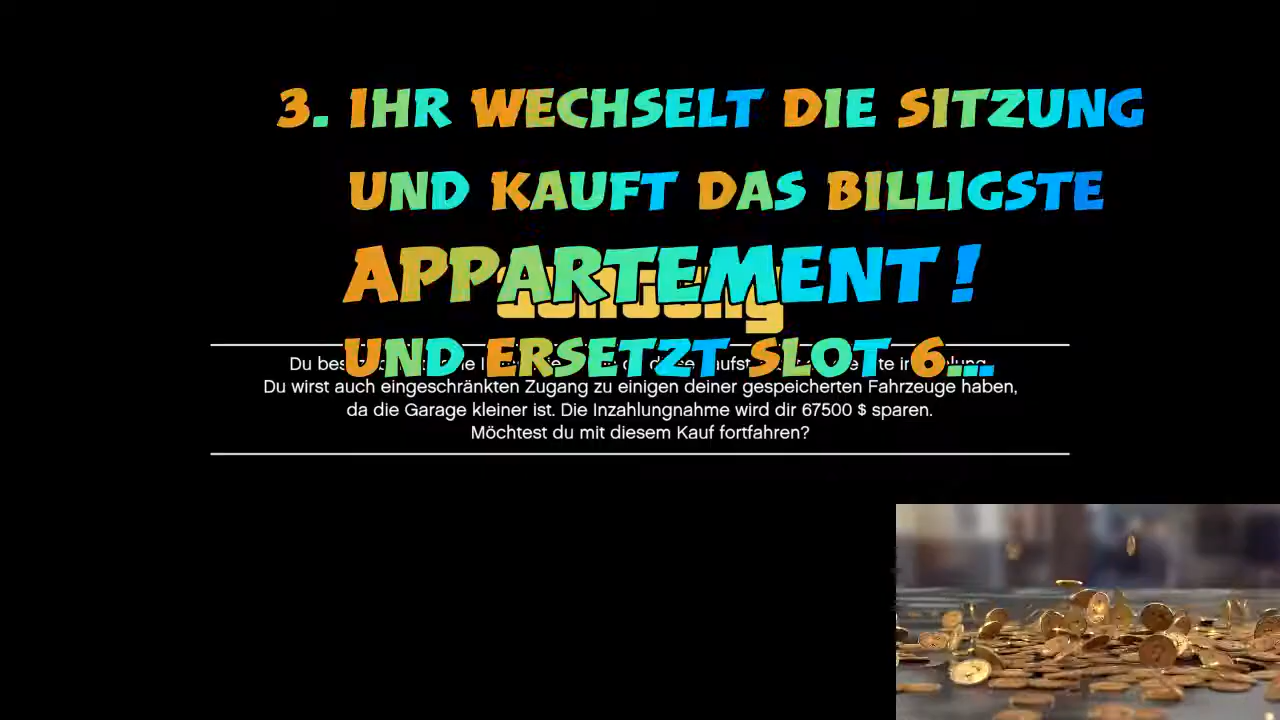 3. IHR WECHSELT DIE SITZUNG
UND KAUFT DAS BILLIGSTE
APPARTEMENT!
UND ERSETZT SLOT 6...
Du
Du wirst auch eingeschränkten Zugang zu einigen deiner gespeicherten Fahrzeuge haben,
da die Garage kleiner ist. Die Inzahlungnahme wird dir 67500 $ sparen.
Möchtest du mit diesem Kauf fortfahren?